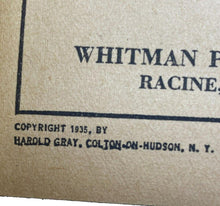 WHITMAN P
RACINE,
COPYRIGHT 1935, BY
HAROLD GRAY, COLTON-ON-HUDSON, N. Y.